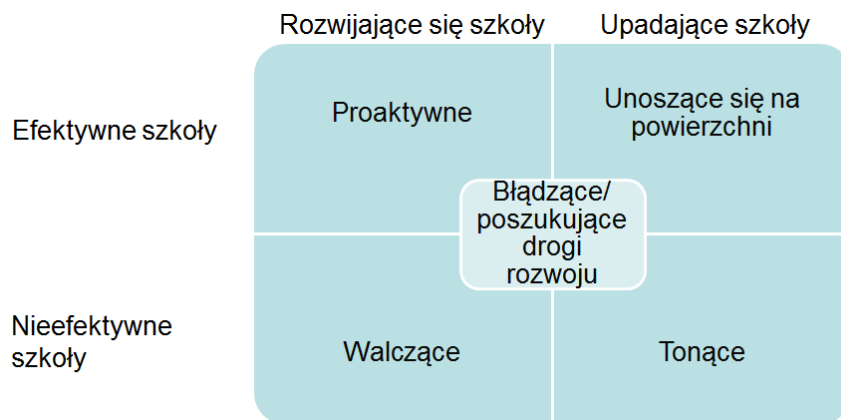 Rozwijające się szkoły
Upadające szkoły
Efektywne szkoły
Proaktywne
Unoszące się na
powierzchni
Błądzące/
poszukujące
drogi
rozwoju
Nieefektywne
szkoły
Walczące
Tonące